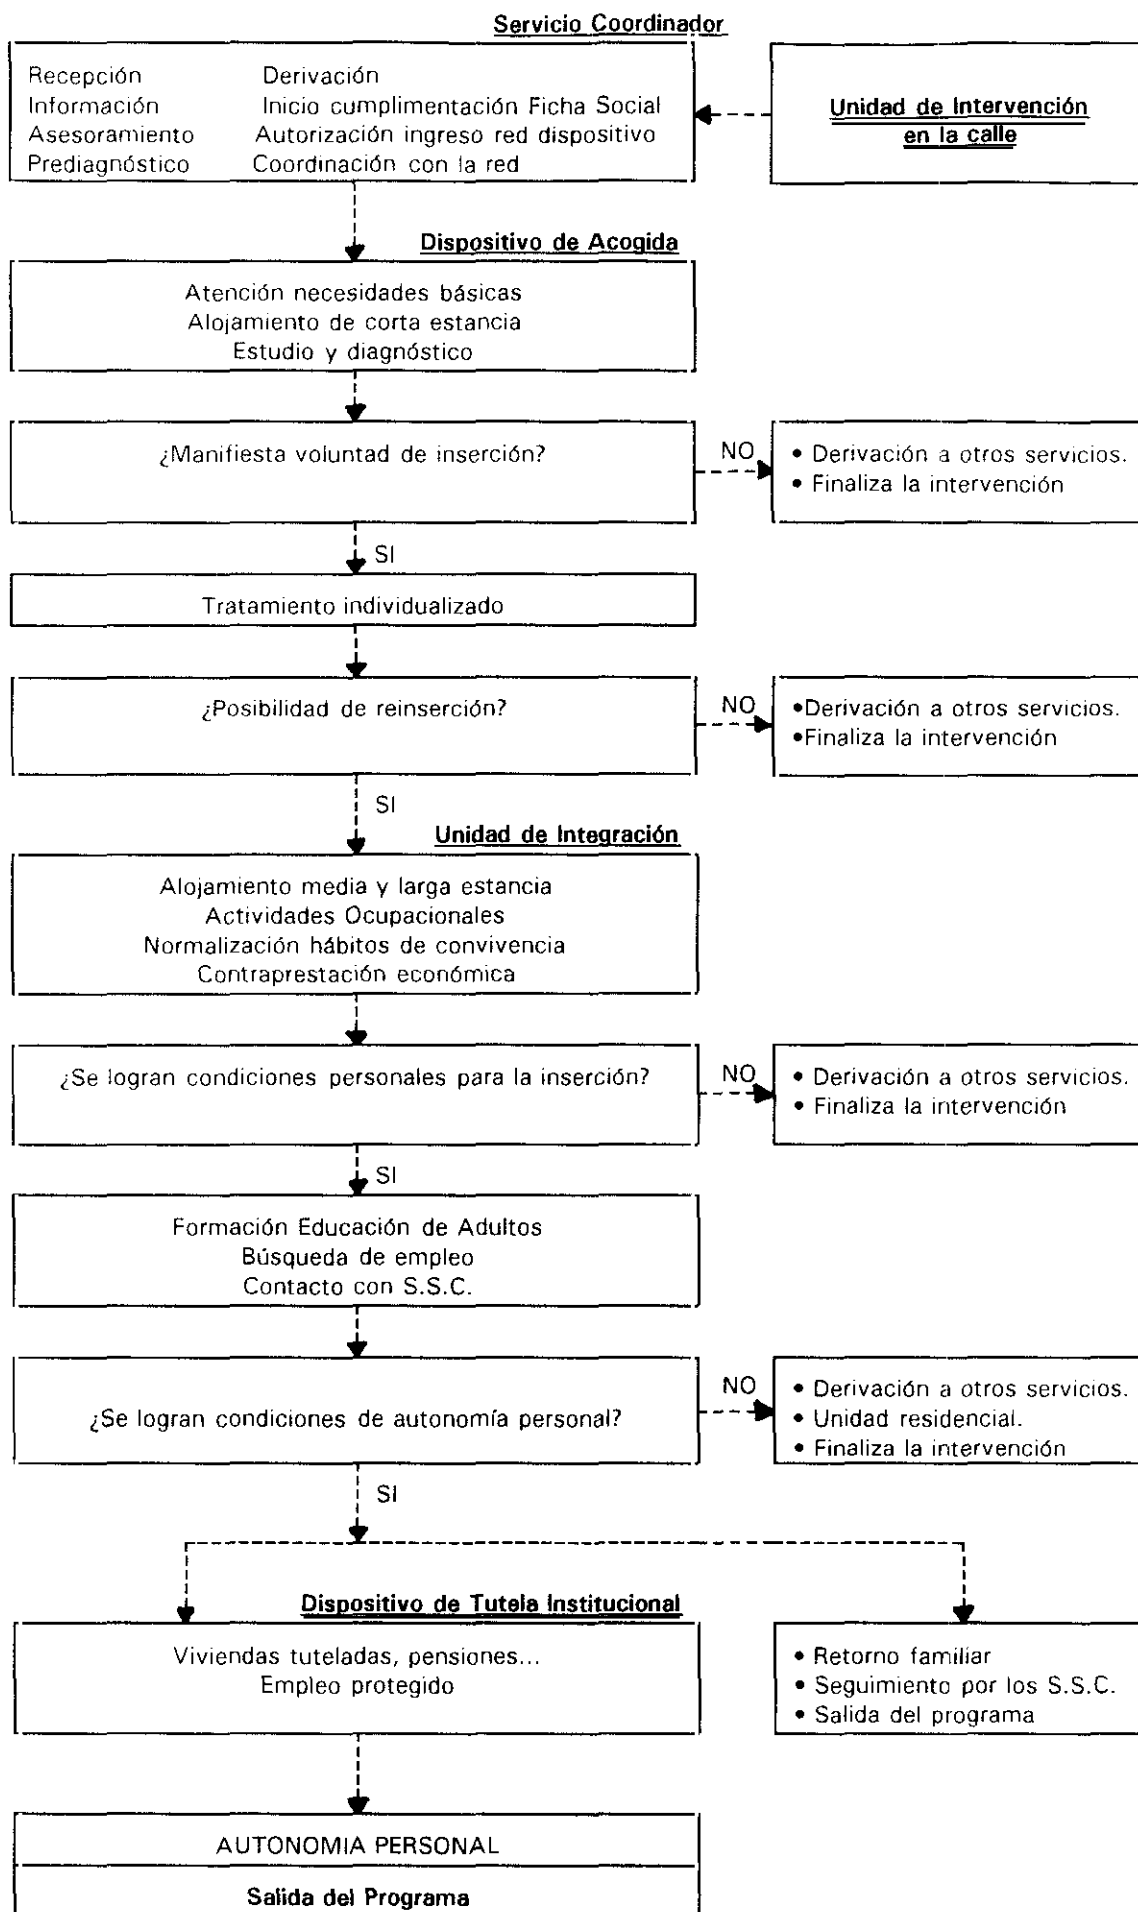 Servicio Coordinador
Recepción Derivación
Información Inicio cumplimentación Ficha Social
Asesoramiento Autorización ingreso red dispositivo
Prediagnóstico Coordinación con la red
Unidad de Intervención
en la calle
Dispositivo de Acogida
Atención necesidades básicas
Alojamiento de corta estancia
Estudio y diagnóstico
¿Manifiesta voluntad de inserción?
NO
• Derivación a otros servicios.
• Finaliza la intervención
SI
Tratamiento individualizado
¿Posibilidad de reinserción?
NO
•Derivación a otros servicios.
•Finaliza la intervención
SI
Unidad de Integración
Alojamiento media y larga estancia
Actividades Ocupacionales
Normalización hábitos de convivencia
Contraprestación económica
¿Se logran condiciones personales para la inserción?
NO
• Derivación a otros servicios.
• Finaliza la intervención
SI
Formación Educación de Adultos
Búsqueda de empleo
Contacto con S.S.C.
¿Se logran condiciones de autonomía personal?
NO
• Derivación a otros servicios.
• Unidad residencial.
• Finaliza la intervención
SI
Dispositivo de Tutela Institucional
Viviendas tuteladas, pensiones...
Empleo protegido
• Retorno familiar
• Seguimiento por los S.S.C.
• Salida del programa
AUTONOMIA PERSONAL
Salida del Programa